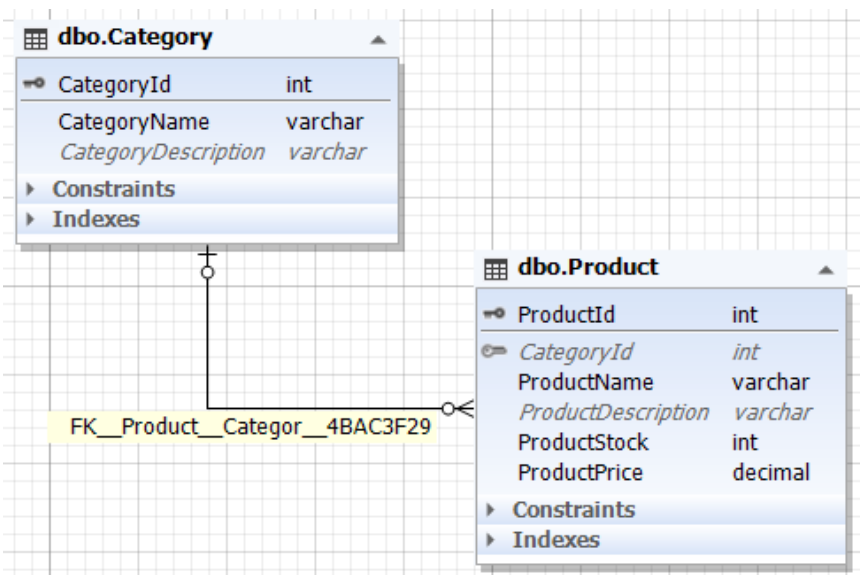 dbo.Category
CategoryId int
CategoryName varchar
CategoryDescription varchar
Constraints
Indexes
dbo.Product
ProductId int
CategoryId int
ProductName varchar
ProductDescription varchar
ProductStock int
ProductPrice decimal
Constraints
Indexes
FK__Product__Categor__4BAC3F29